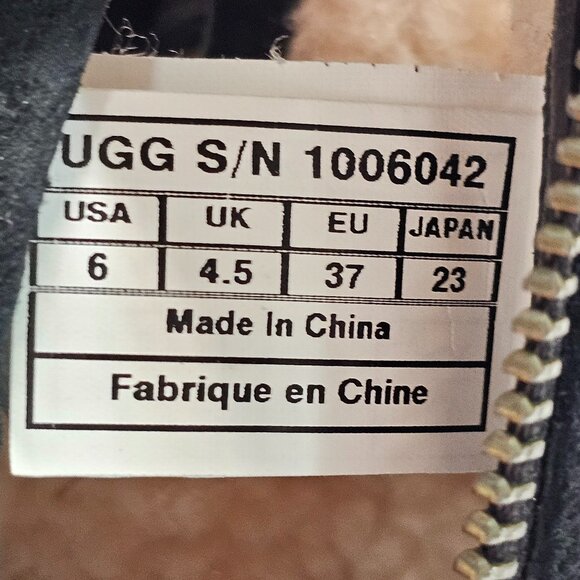 UGG S/N 1006042
USA UK EU JAPAN
6 4.5 37 23
Made In China
Fabrique en Chine